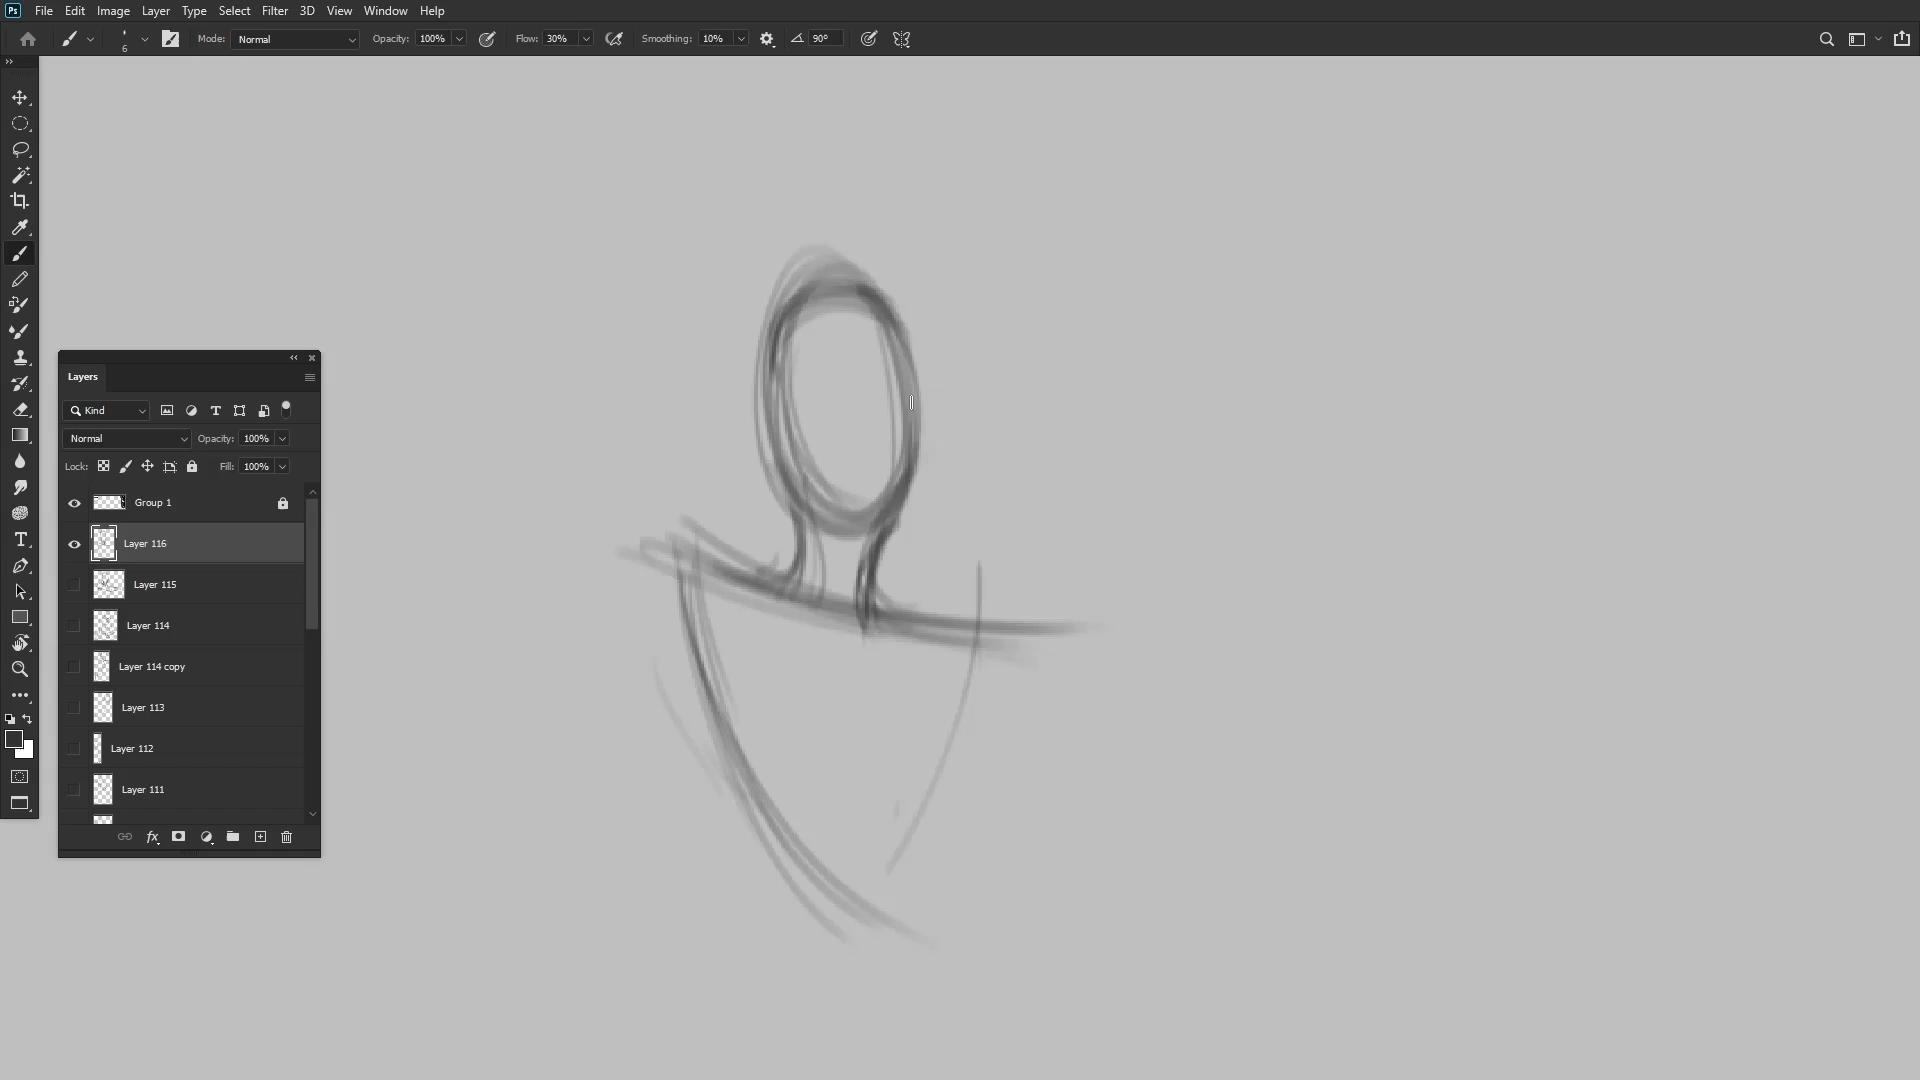 Ps File Edit Image Layer Type Select Filter 3D View Window Help
6 Mode: Normal Opacity: 100% Flow: 30% Smoothing: 10% 90°
Layers
Kind
Normal Opacity: 100%
Lock: Fill: 100%
Group 1
Layer 116
Layer 115
Layer 114
Layer 114 copy
Layer 113
Layer 112
Layer 111
fx